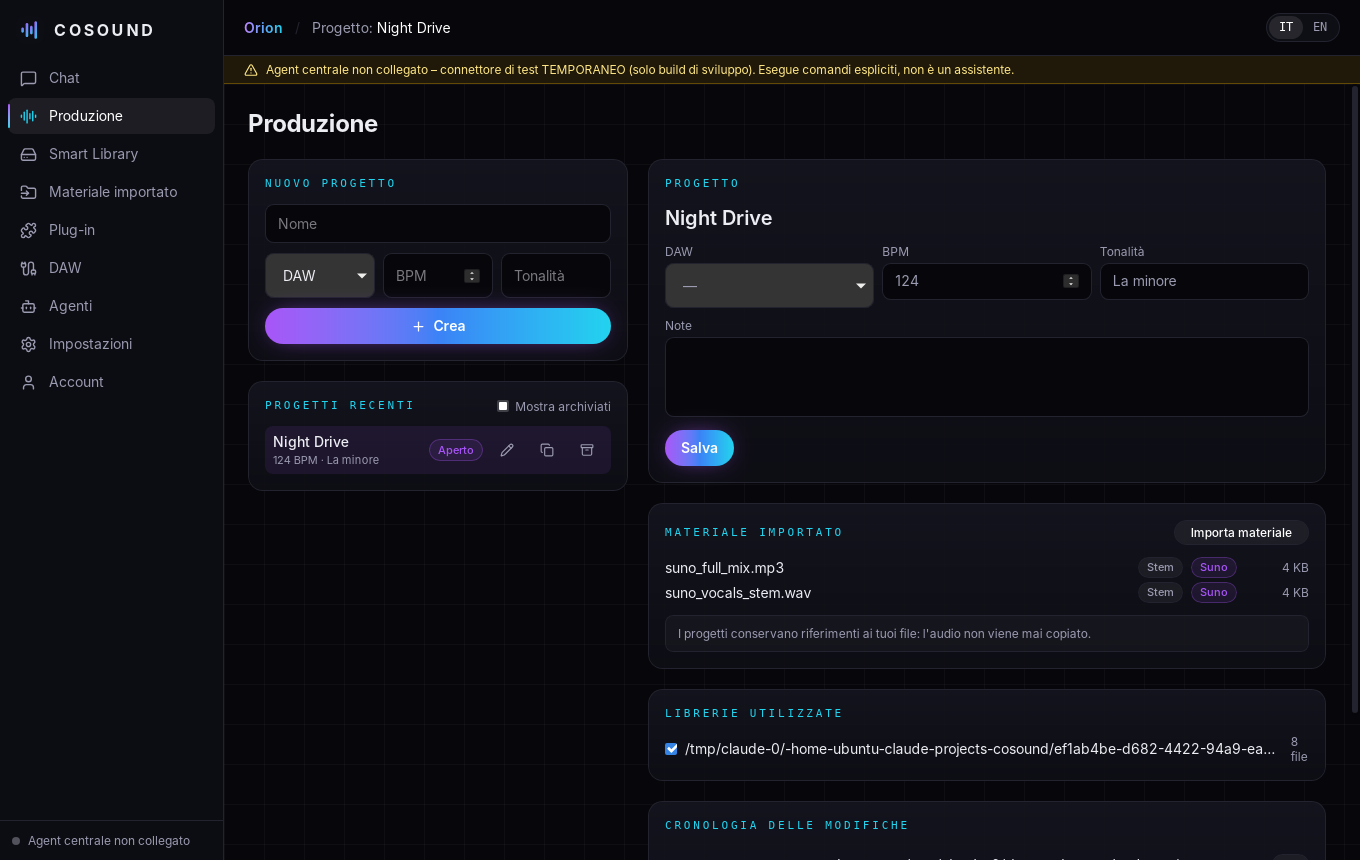 COSOUND
Chat
Produzione
Smart Library
Materiale importato
Plug-in
DAW
Agenti
Impostazioni
Account
Agent centrale non collegato
Orion / Progetto: Night Drive
IT EN
Agent centrale non collegato – connettore di test TEMPORANEO (solo build di sviluppo). Esegue comandi espliciti, non è un assistente.
Produzione
NUOVO PROGETTO
Nome
DAW BPM Tonalità
+ Crea
PROGETTI RECENTI
Mostra archiviati
Night Drive
124 BPM · La minore
Aperto
PROGETTO
Night Drive
DAW BPM Tonalità
— 124 La minore
Note
Salva
MATERIALE IMPORTATO
Importa materiale
suno_full_mix.mp3 Stem Suno 4 KB
suno_vocals_stem.wav Stem Suno 4 KB
I progetti conservano riferimenti ai tuoi file: l'audio non viene mai copiato.
LIBRERIE UTILIZZATE
/tmp/claude-0/-home-ubuntu-claude-projects-cosound/ef1ab4be-d682-4422-94a9-ea...
8
file
CRONOLOGIA DELLE MODIFICHE